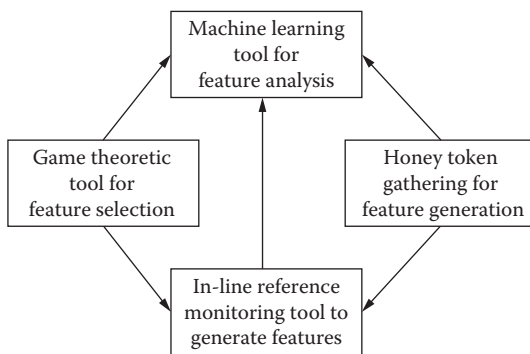 Machine learning
tool for
feature analysis
Game theoretic
tool for
feature selection
Honey token
gathering for
feature generation
In-line reference
monitoring tool to
generate features